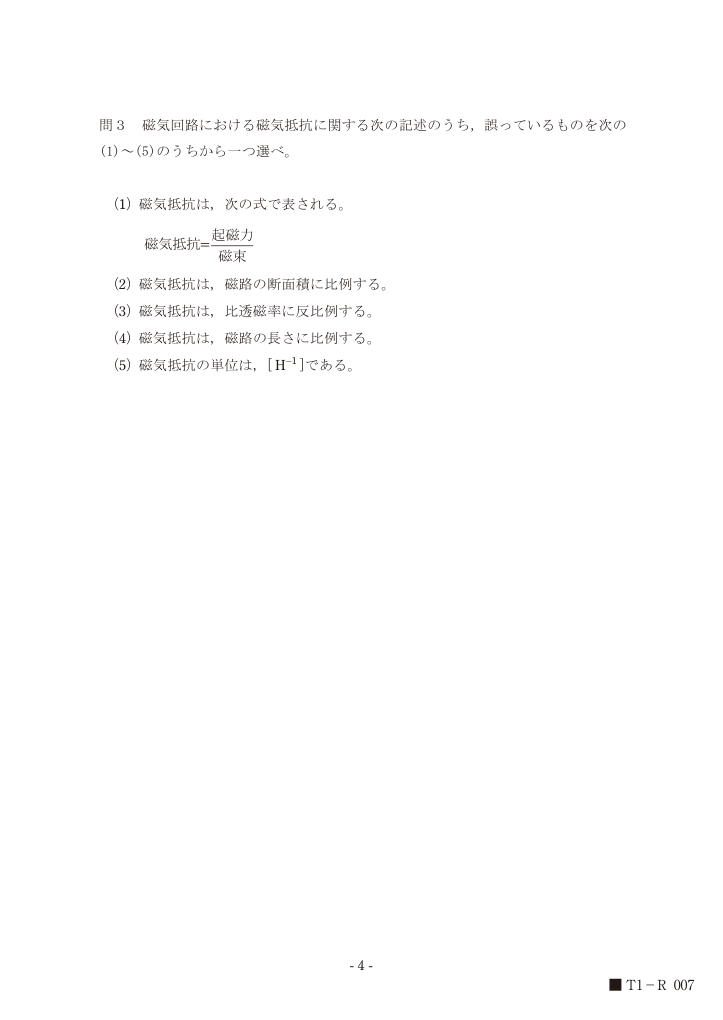 問３　磁気回路における磁気抵抗に関する次の記述のうち，誤っているものを次の
(1)～(5)のうちから一つ選べ。
(1) 磁気抵抗は，次の式で表される。
磁気抵抗=起磁力/磁束
(2) 磁気抵抗は，磁路の断面積に比例する。
(3) 磁気抵抗は，比透磁率に反比例する。
(4) 磁気抵抗は，磁路の長さに比例する。
(5) 磁気抵抗の単位は，[H⁻¹]である。
- 4 -
■ T1－R 007